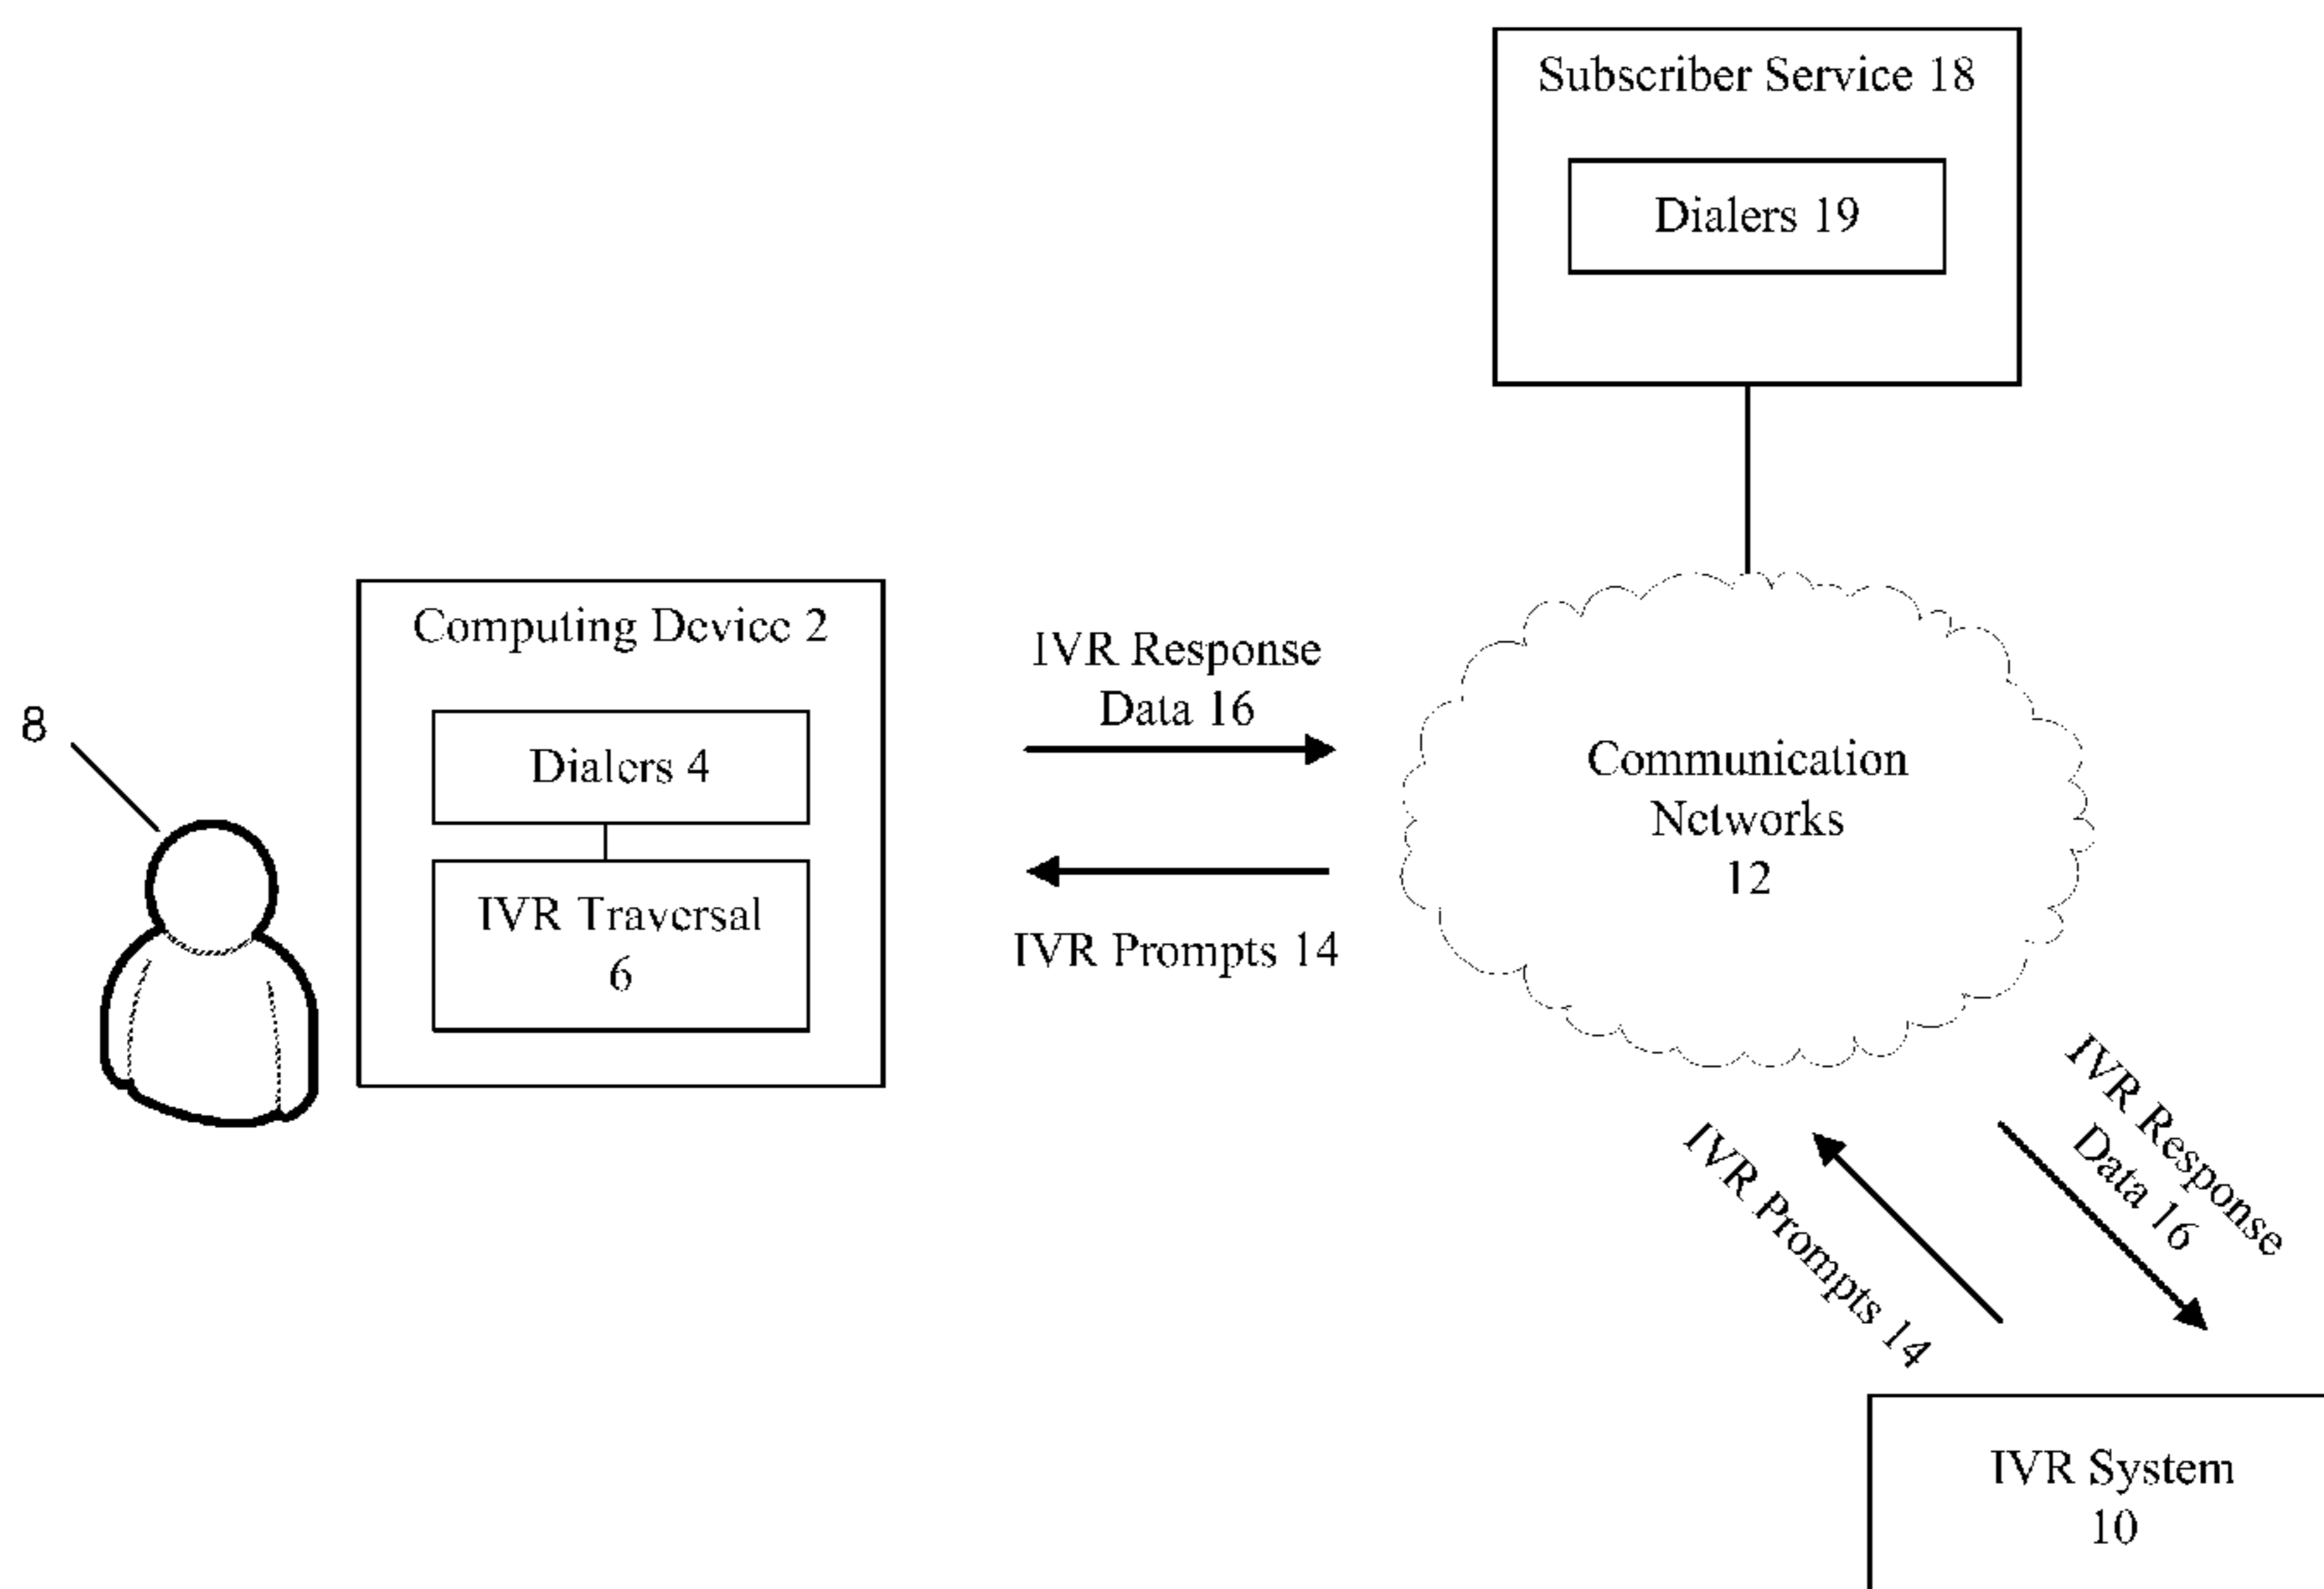 Subscriber Service 18
Dialers 19
Computing Device 2
Dialers 4
IVR Traversal
6
8
IVR Response
Data 16
IVR Prompts 14
Communication
Networks
12
IVR Response
Data 16
IVR Prompts 14
IVR System
10